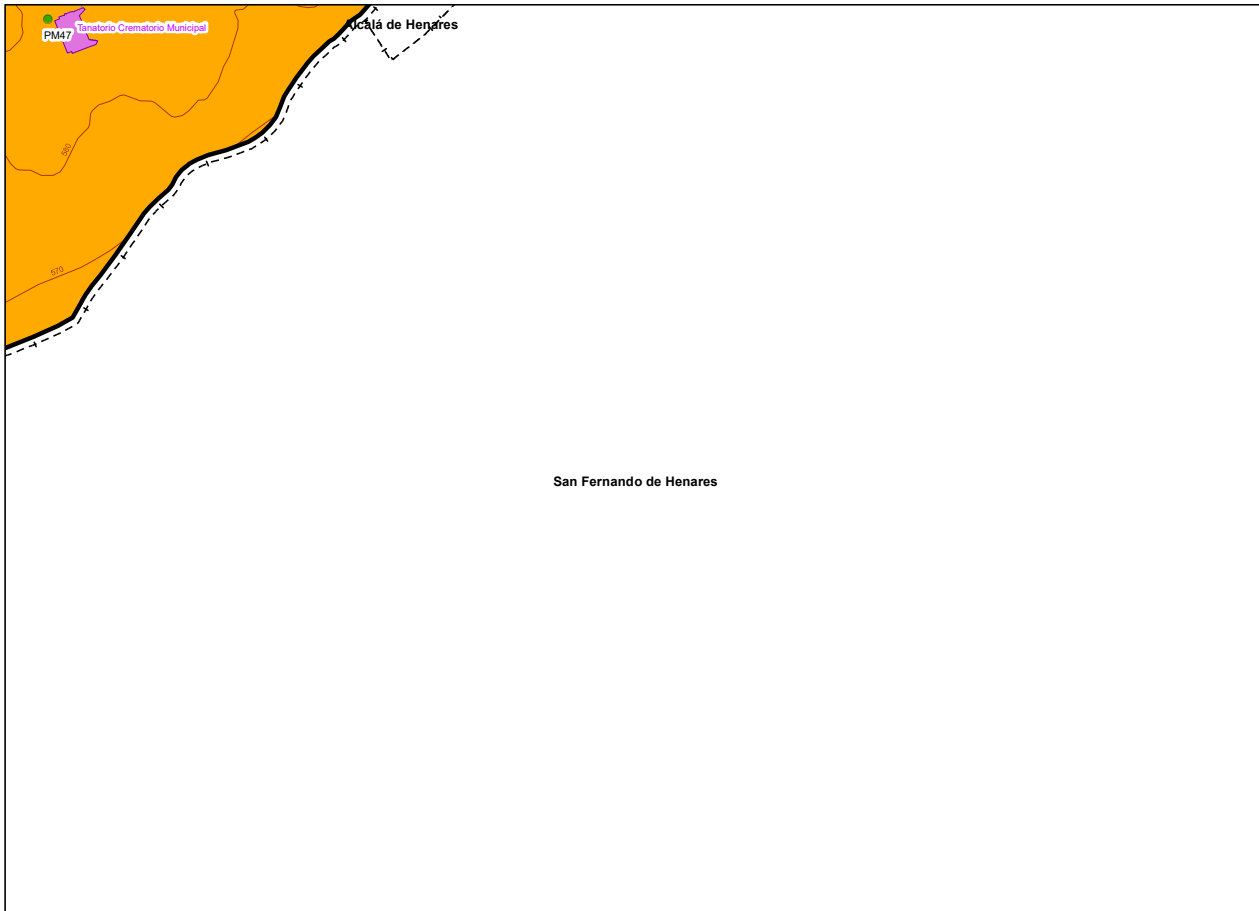 Alcalá de Henares
Tanatorio Crematorio Municipal
PM47
580
570
San Fernando de Henares